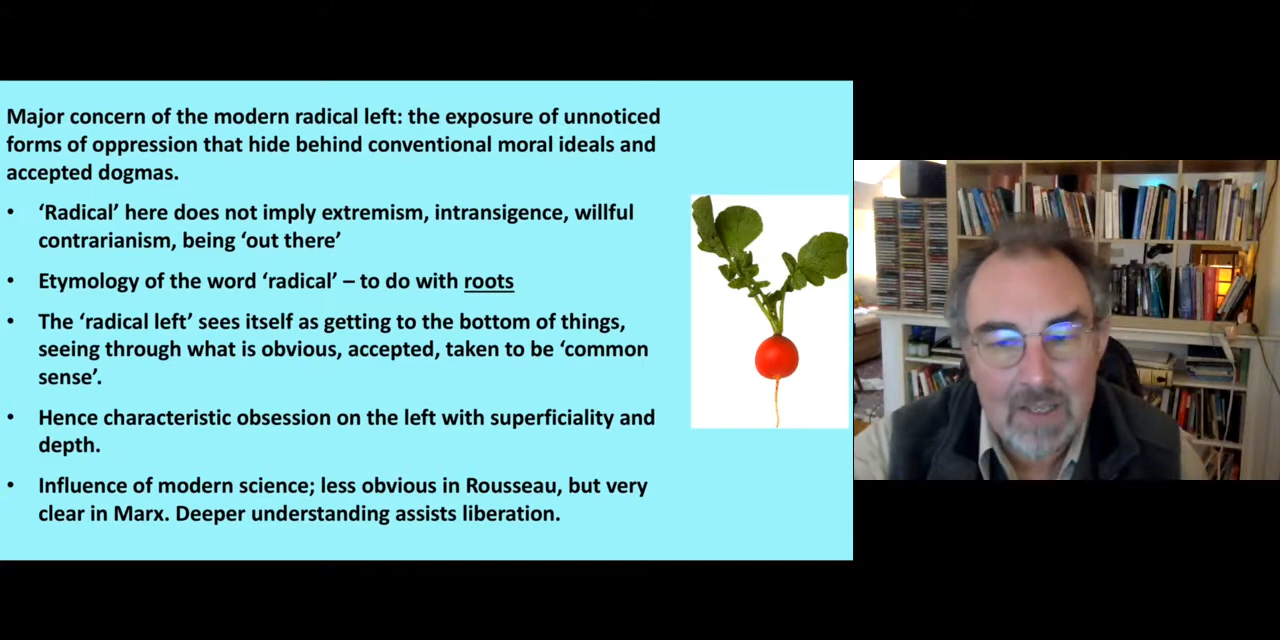 Major concern of the modern radical left: the exposure of unnoticed
forms of oppression that hide behind conventional moral ideals and
accepted dogmas.
• ‘Radical’ here does not imply extremism, intransigence, willful
contrarianism, being ‘out there’
• Etymology of the word ‘radical’ – to do with roots
• The ‘radical left’ sees itself as getting to the bottom of things,
seeing through what is obvious, accepted, taken to be ‘common
sense’.
• Hence characteristic obsession on the left with superficiality and
depth.
• Influence of modern science; less obvious in Rousseau, but very
clear in Marx. Deeper understanding assists liberation.